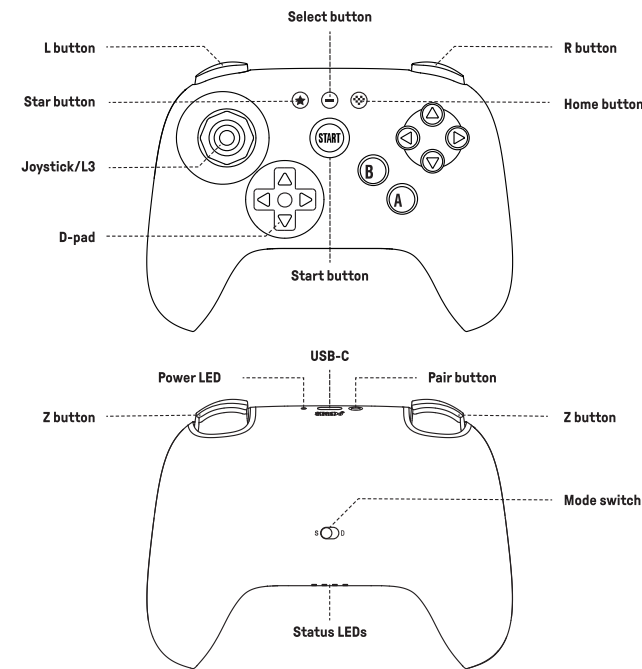 Select button
L button
R button
Star button
Home button
START
Joystick/L3
B
A
D-pad
Start button
USB-C
Power LED
Pair button
Z button
Z button
Mode switch
S D
Status LEDs